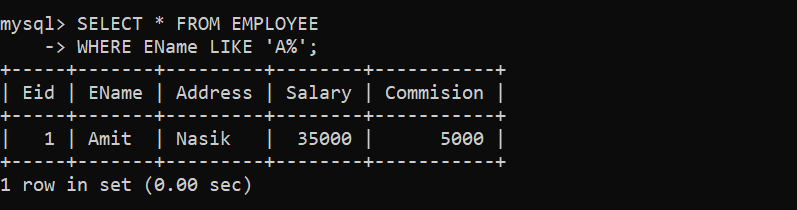 mysql> SELECT * FROM EMPLOYEE
    -> WHERE EName LIKE 'A%';
+-----+-------+---------+--------+-----------+
| Eid | EName | Address | Salary | Commision |
+-----+-------+---------+--------+-----------+
|   1 | Amit  | Nasik   |  35000 |      5000 |
+-----+-------+---------+--------+-----------+
1 row in set (0.00 sec)